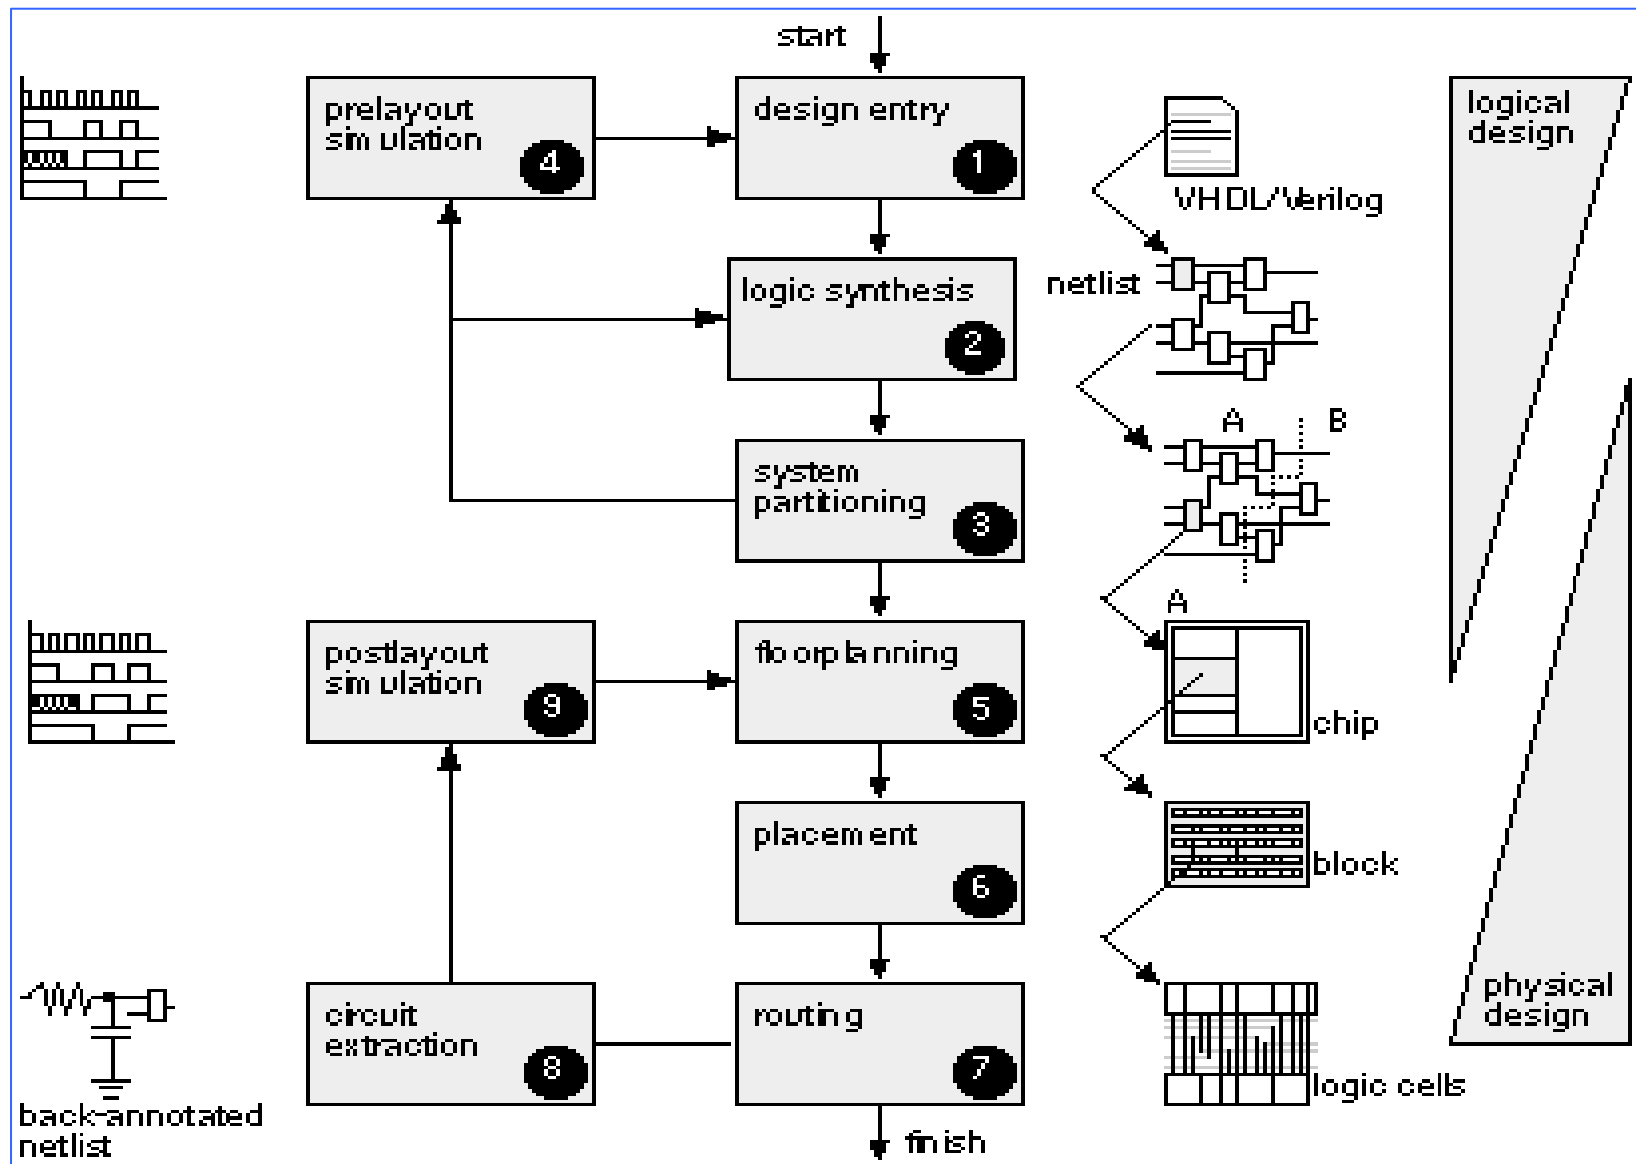 start
prelayout
simulation
4
design entry
1
VHDL/Verilog
logical
design
logic synthesis
2
netlist
system
partitioning
3
A
B
postlayout
simulation
9
floorplanning
5
A
chip
placement
6
block
circuit
extraction
8
routing
7
logic cells
physical
design
back-annotated
netlist
finish